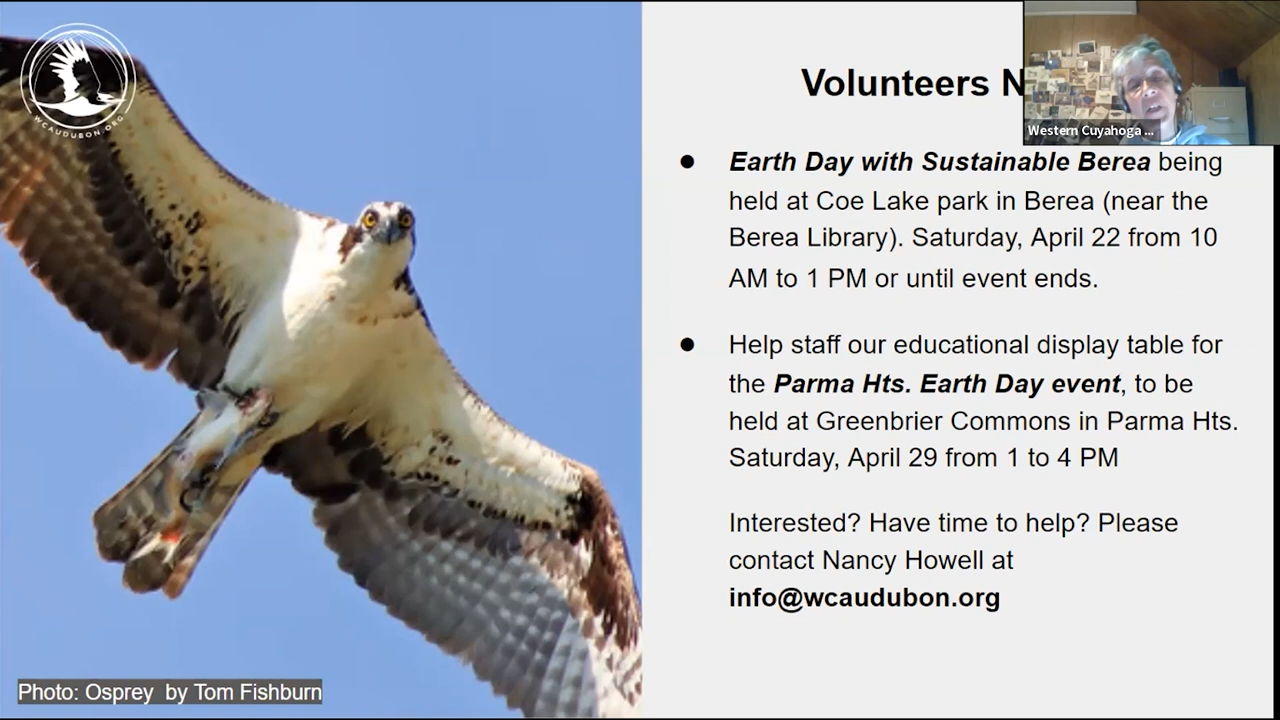 WCAUDUBON.ORG
Volunteers N
Western Cuyahoga ...
● Earth Day with Sustainable Berea being
held at Coe Lake park in Berea (near the
Berea Library). Saturday, April 22 from 10
AM to 1 PM or until event ends.
● Help staff our educational display table for
the Parma Hts. Earth Day event, to be
held at Greenbrier Commons in Parma Hts.
Saturday, April 29 from 1 to 4 PM
Interested? Have time to help? Please
contact Nancy Howell at
info@wcaudubon.org
Photo: Osprey by Tom Fishburn